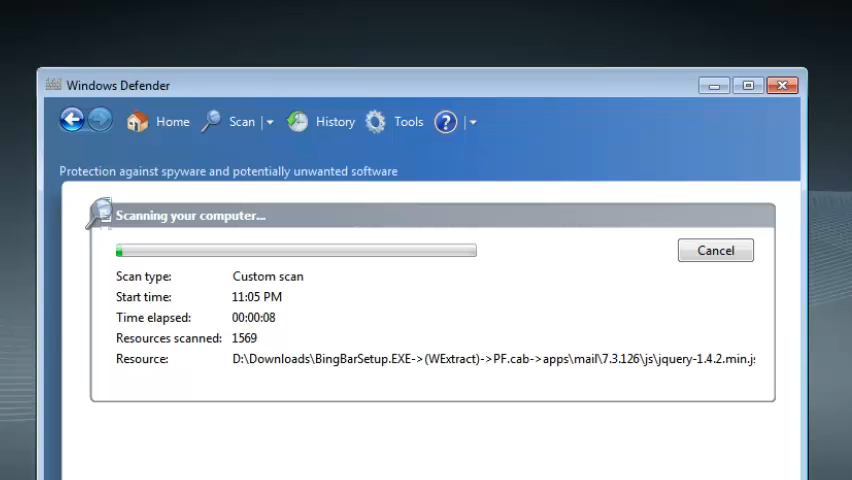 Windows Defender
Home Scan History Tools ?
Protection against spyware and potentially unwanted software
Scanning your computer...
Cancel
Scan type: Custom scan
Start time: 11:05 PM
Time elapsed: 00:00:08
Resources scanned: 1569
Resource: D:\Downloads\BingBarSetup.EXE->(WExtract)->PF.cab->apps\mail\7.3.126\js\jquery-1.4.2.min.js